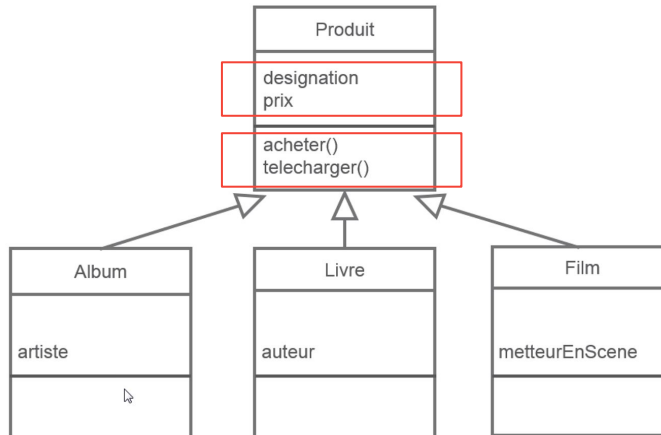 Produit
designation
prix
acheter()
telecharger()
Album
Livre
Film
artiste
auteur
metteurEnScene